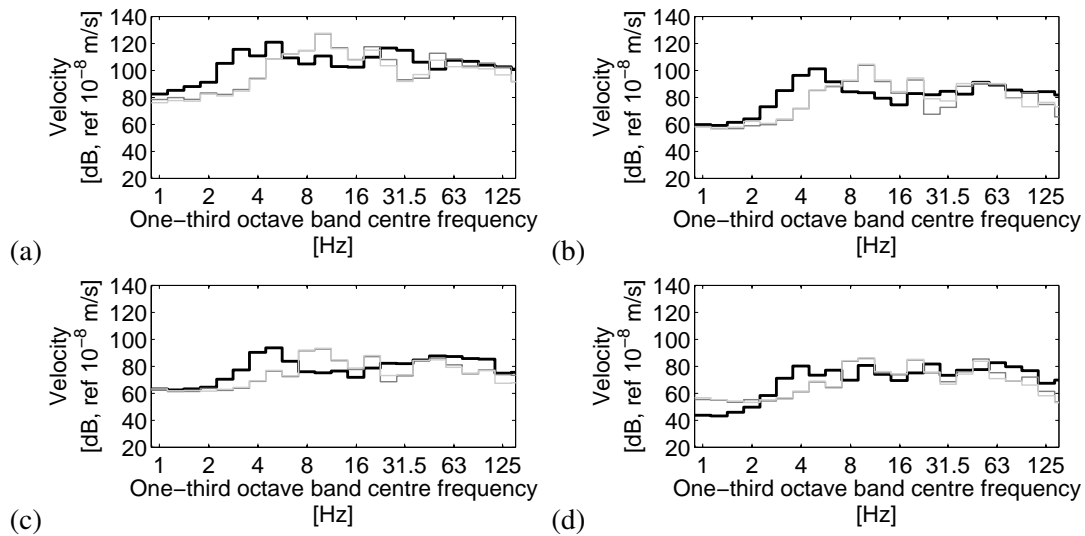 140
120
100
80
60
40
20
Velocity
[dB, ref 10⁻⁸ m/s]
1 2 4 8 16 31.5 63 125
One−third octave band centre frequency
[Hz]
(a)
140
120
100
80
60
40
20
Velocity
[dB, ref 10⁻⁸ m/s]
1 2 4 8 16 31.5 63 125
One−third octave band centre frequency
[Hz]
(b)
140
120
100
80
60
40
20
Velocity
[dB, ref 10⁻⁸ m/s]
1 2 4 8 16 31.5 63 125
One−third octave band centre frequency
[Hz]
(c)
140
120
100
80
60
40
20
Velocity
[dB, ref 10⁻⁸ m/s]
1 2 4 8 16 31.5 63 125
One−third octave band centre frequency
[Hz]
(d)